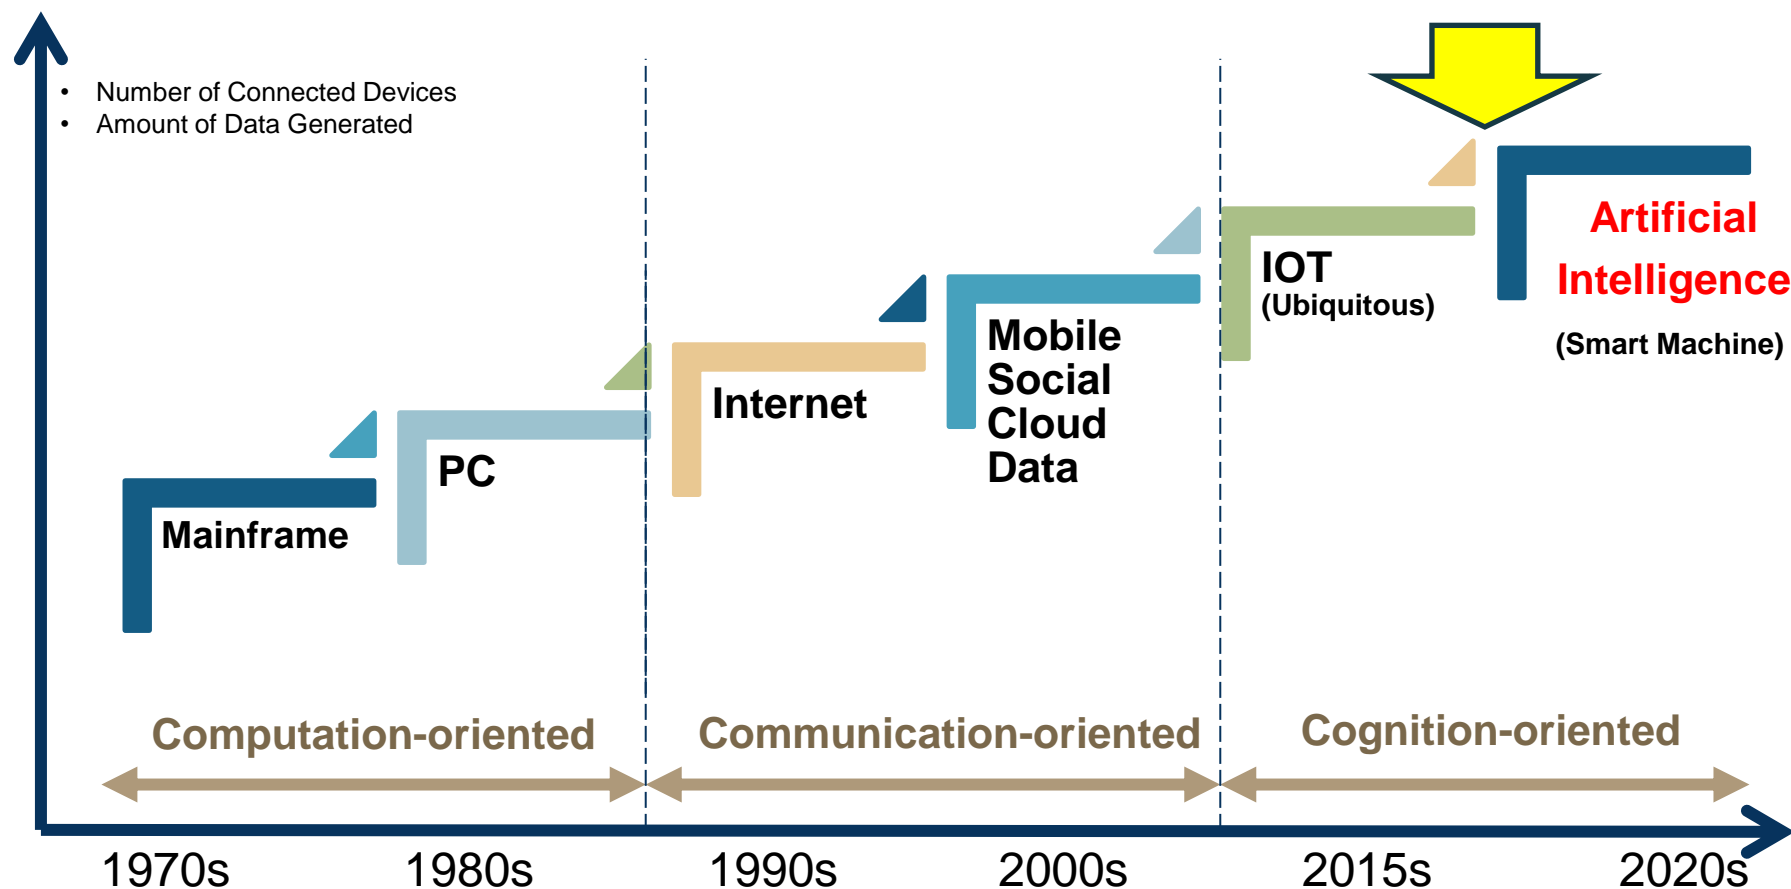 • Number of Connected Devices
• Amount of Data Generated
Mainframe
PC
Internet
Mobile
Social
Cloud
Data
IOT
(Ubiquitous)
Artificial
Intelligence
(Smart Machine)
Computation-oriented
Communication-oriented
Cognition-oriented
1970s
1980s
1990s
2000s
2015s
2020s